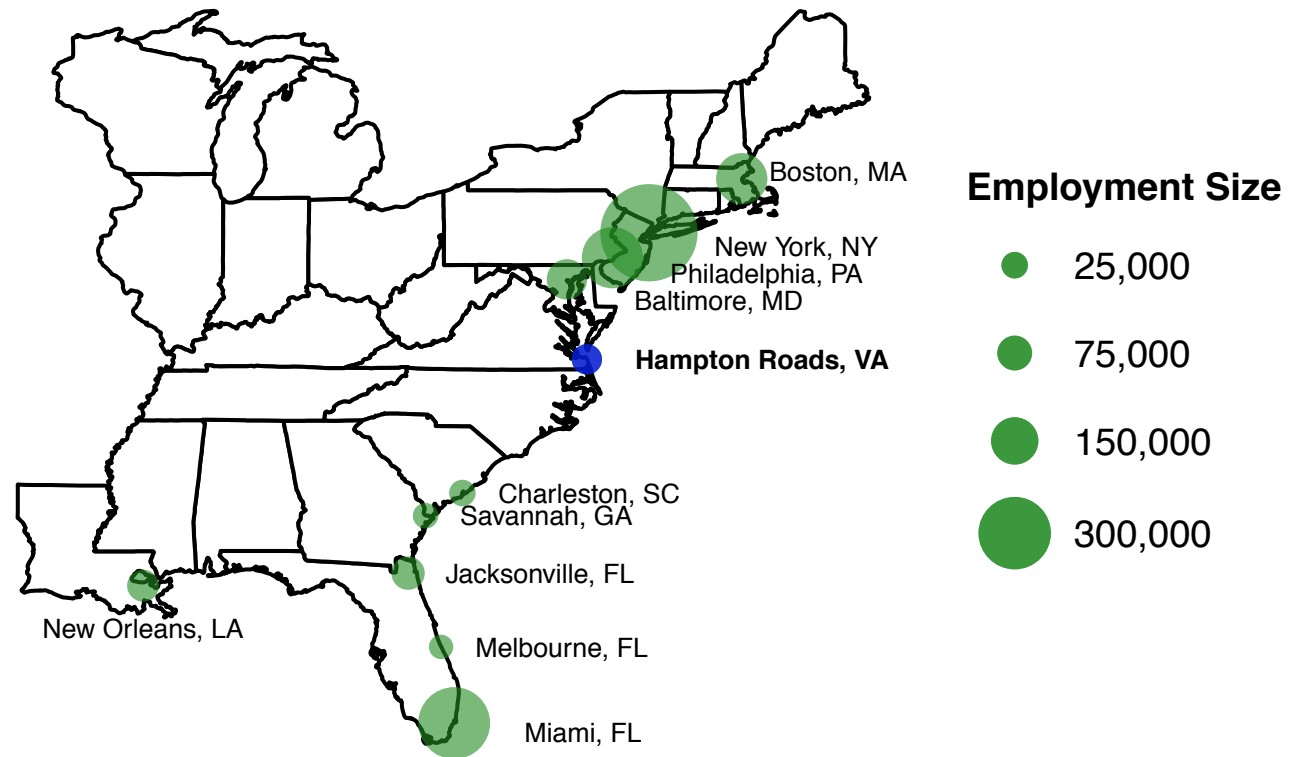 Boston, MA
New York, NY
Philadelphia, PA
Baltimore, MD
Hampton Roads, VA
Charleston, SC
Savannah, GA
Jacksonville, FL
New Orleans, LA
Melbourne, FL
Miami, FL
Employment Size
25,000
75,000
150,000
300,000